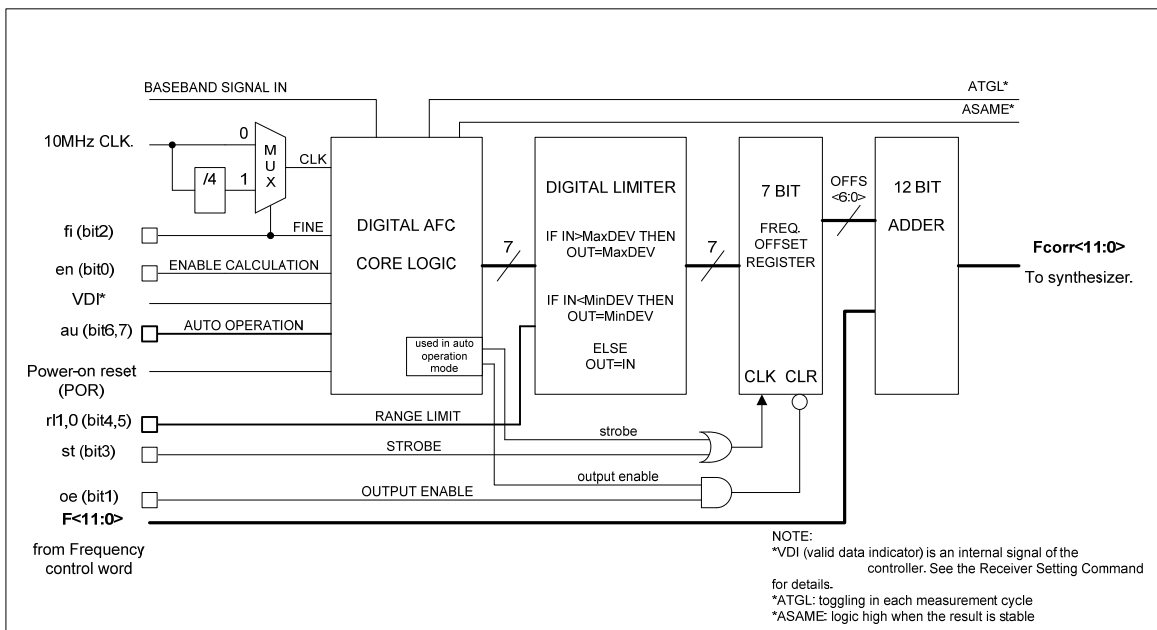 BASEBAND SIGNAL IN
ATGL*
ASAME*
10MHz CLK.
0
1
/4
M
U
X
CLK
fi (bit2)
FINE
en (bit0)
ENABLE CALCULATION
VDI*
au (bit6,7)
AUTO OPERATION
Power-on reset
(POR)
rl1,0 (bit4,5)
RANGE LIMIT
st (bit3)
STROBE
oe (bit1)
OUTPUT ENABLE
F<11:0>
from Frequency
control word
DIGITAL AFC
CORE LOGIC
used in auto
operation
mode
7
DIGITAL LIMITER
IF IN>MaxDEV THEN
OUT=MaxDEV
IF IN<MinDEV THEN
OUT=MinDEV
ELSE
OUT=IN
7
7 BIT
FREQ.
OFFSET
REGISTER
CLK CLR
strobe
output enable
OFFS
<6:0>
12 BIT
ADDER
Fcorr<11:0>
To synthesizer.
NOTE:
*VDI (valid data indicator) is an internal signal of the
controller. See the Receiver Setting Command
for details.
*ATGL: toggling in each measurement cycle
*ASAME: logic high when the result is stable